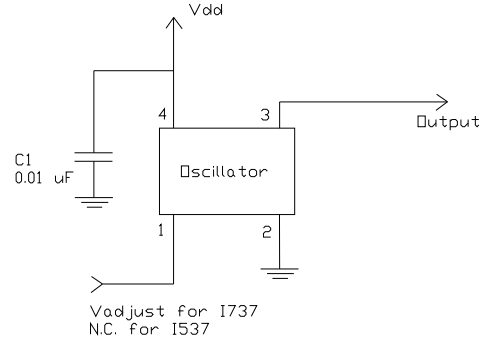 Vdd
4
3
Output
C1
0.01 uF
Oscillator
1
2
Vadjust for I737
N.C. for I537